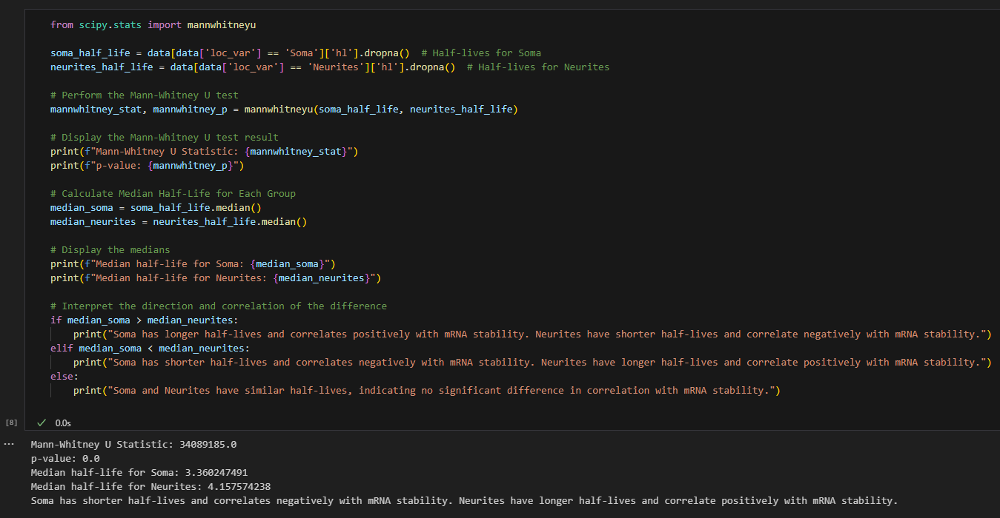 from scipy.stats import mannwhitneyu
soma_half_life = data[data['loc_var'] == 'Soma']['hl'].dropna()  # Half-lives for Soma
neurites_half_life = data[data['loc_var'] == 'Neurites']['hl'].dropna()  # Half-lives for Neurites
# Perform the Mann-Whitney U test
mannwhitney_stat, mannwhitney_p = mannwhitneyu(soma_half_life, neurites_half_life)
# Display the Mann-Whitney U test result
print(f"Mann-Whitney U Statistic: {mannwhitney_stat}")
print(f"p-value: {mannwhitney_p}")
# Calculate Median Half-Life for Each Group
median_soma = soma_half_life.median()
median_neurites = neurites_half_life.median()
# Display the medians
print(f"Median half-life for Soma: {median_soma}")
print(f"Median half-life for Neurites: {median_neurites}")
# Interpret the direction and correlation of the difference
if median_soma > median_neurites:
    print("Soma has longer half-lives and correlates positively with mRNA stability. Neurites have shorter half-lives and correlate negatively with mRNA stability.")
elif median_soma < median_neurites:
    print("Soma has shorter half-lives and correlates negatively with mRNA stability. Neurites have longer half-lives and correlate positively with mRNA stability.")
else:
    print("Soma and Neurites have similar half-lives, indicating no significant difference in correlation with mRNA stability.")
[8] ✓ 0.0s
... Mann-Whitney U Statistic: 34089185.0
p-value: 0.0
Median half-life for Soma: 3.360247491
Median half-life for Neurites: 4.157574238
Soma has shorter half-lives and correlates negatively with mRNA stability. Neurites have longer half-lives and correlate positively with mRNA stability.